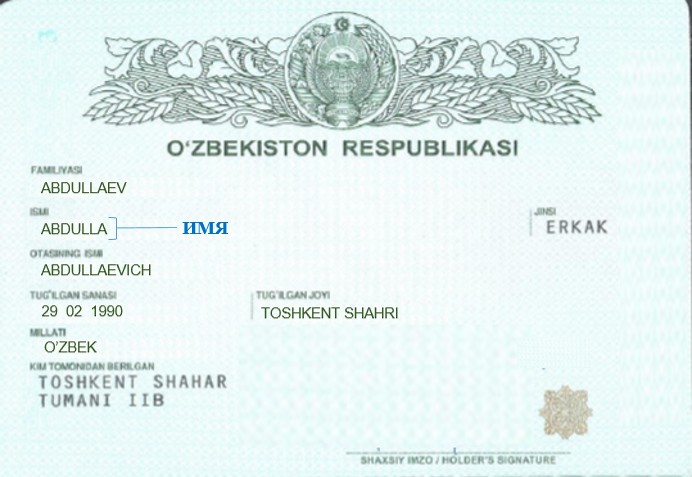 O‘ZBEKISTON RESPUBLIKASI
FAMILIYASI
ABDULLAEV
ISMI
ABDULLA
ИМЯ
JINSI
ERKAK
OTASINING ISMI
ABDULLAEVICH
TUG‘ILGAN SANASI
29 02 1990
TUG‘ILGAN JOYI
TOSHKENT SHAHRI
MILLATI
O‘ZBEK
KIM TOMONIDAN BERILGAN
TOSHKENT SHAHAR
TUMANI IIB
SHAXSIY IMZO / HOLDER'S SIGNATURE